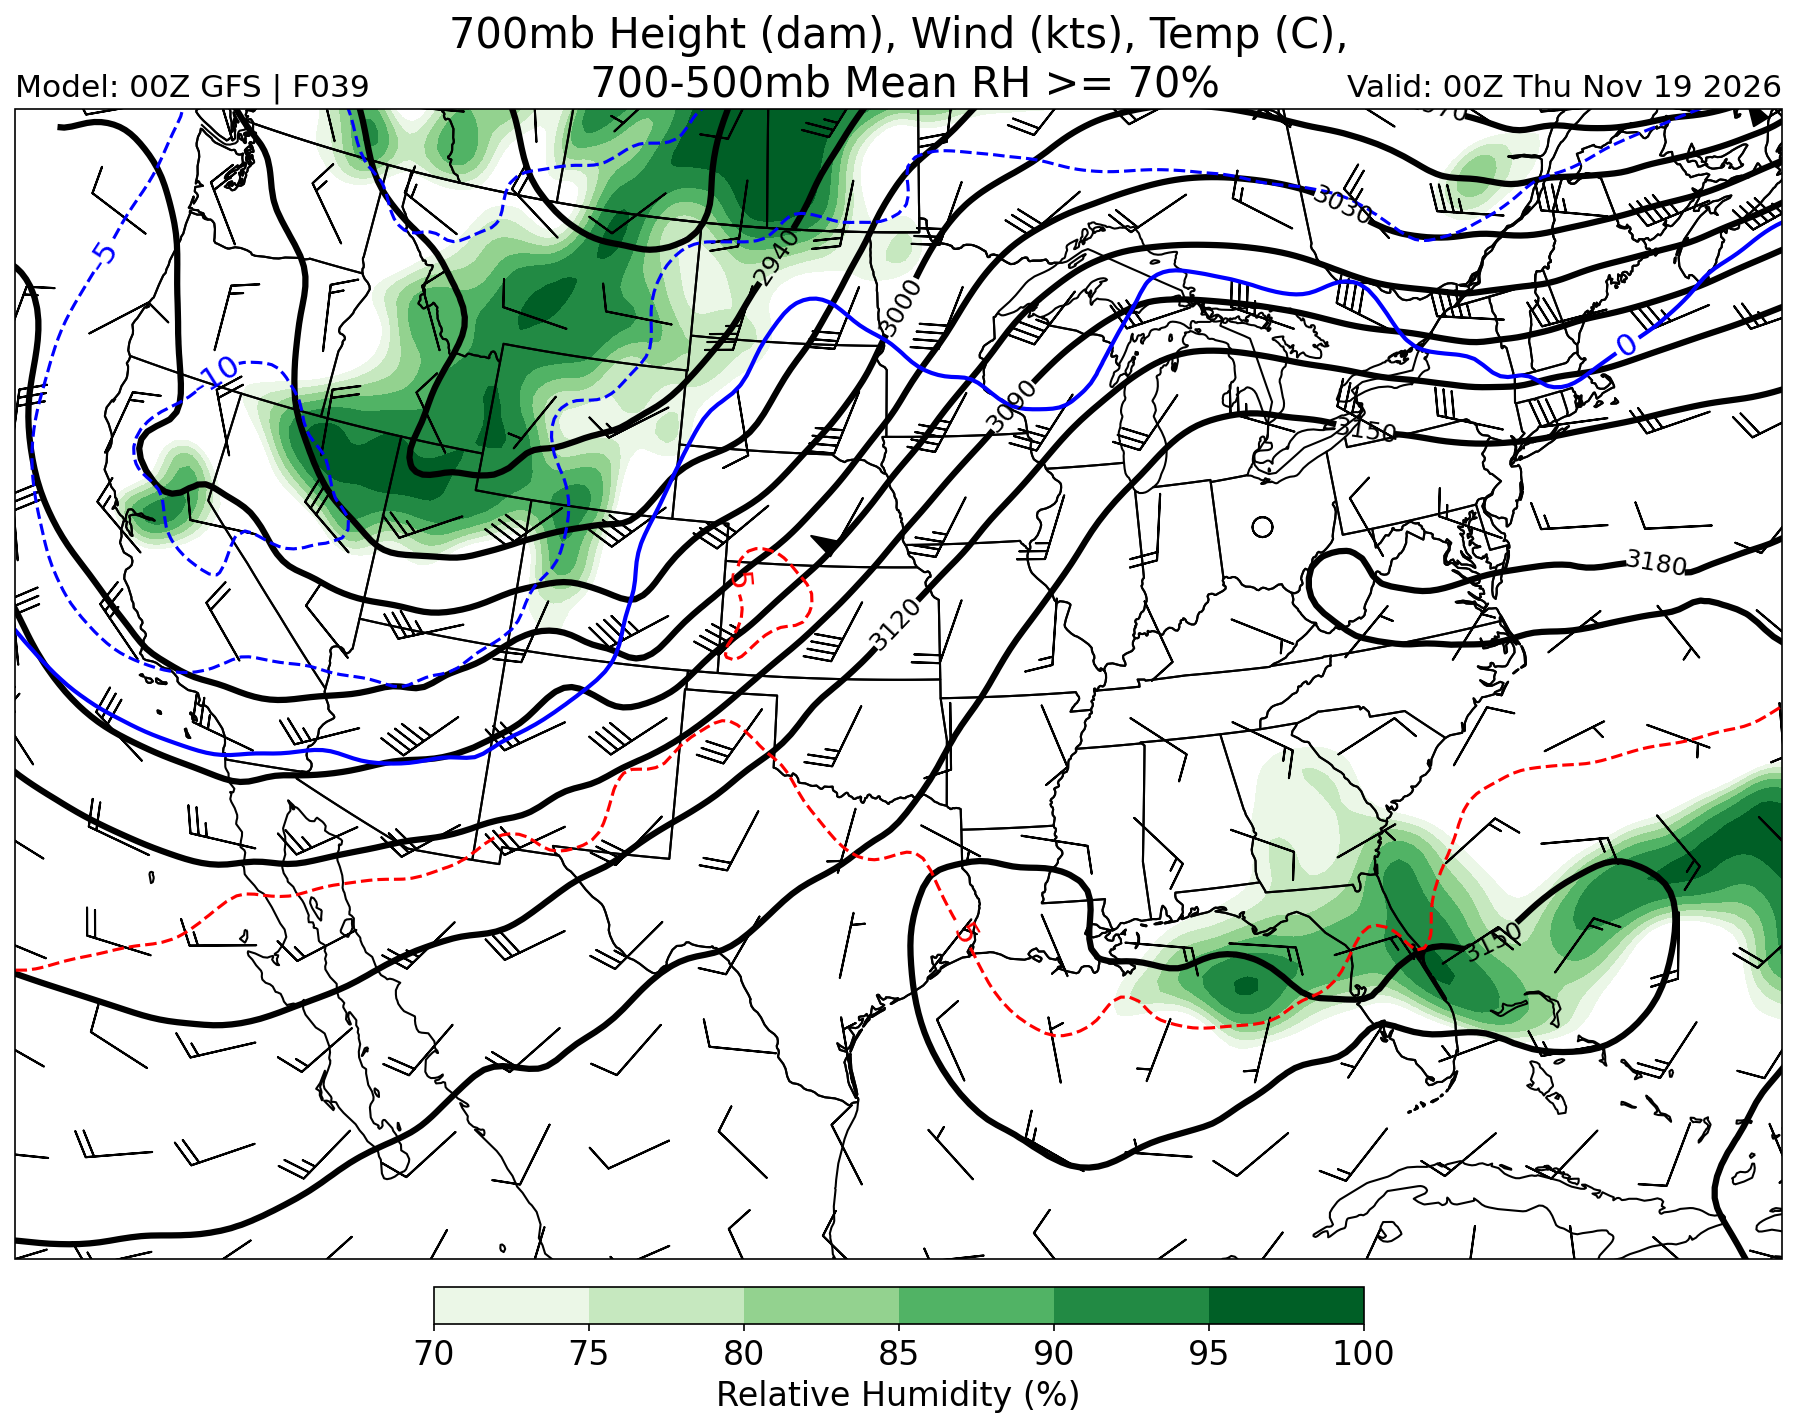 700mb Height (dam), Wind (kts), Temp (C),
700-500mb Mean RH >= 70%
Model: 00Z GFS | F039
Valid: 00Z Thu Nov 19 2026
3030
2940
-5
3000
0
-10
3090
3150
5
3180
3120
5
3150
70 75 80 85 90 95 100
Relative Humidity (%)